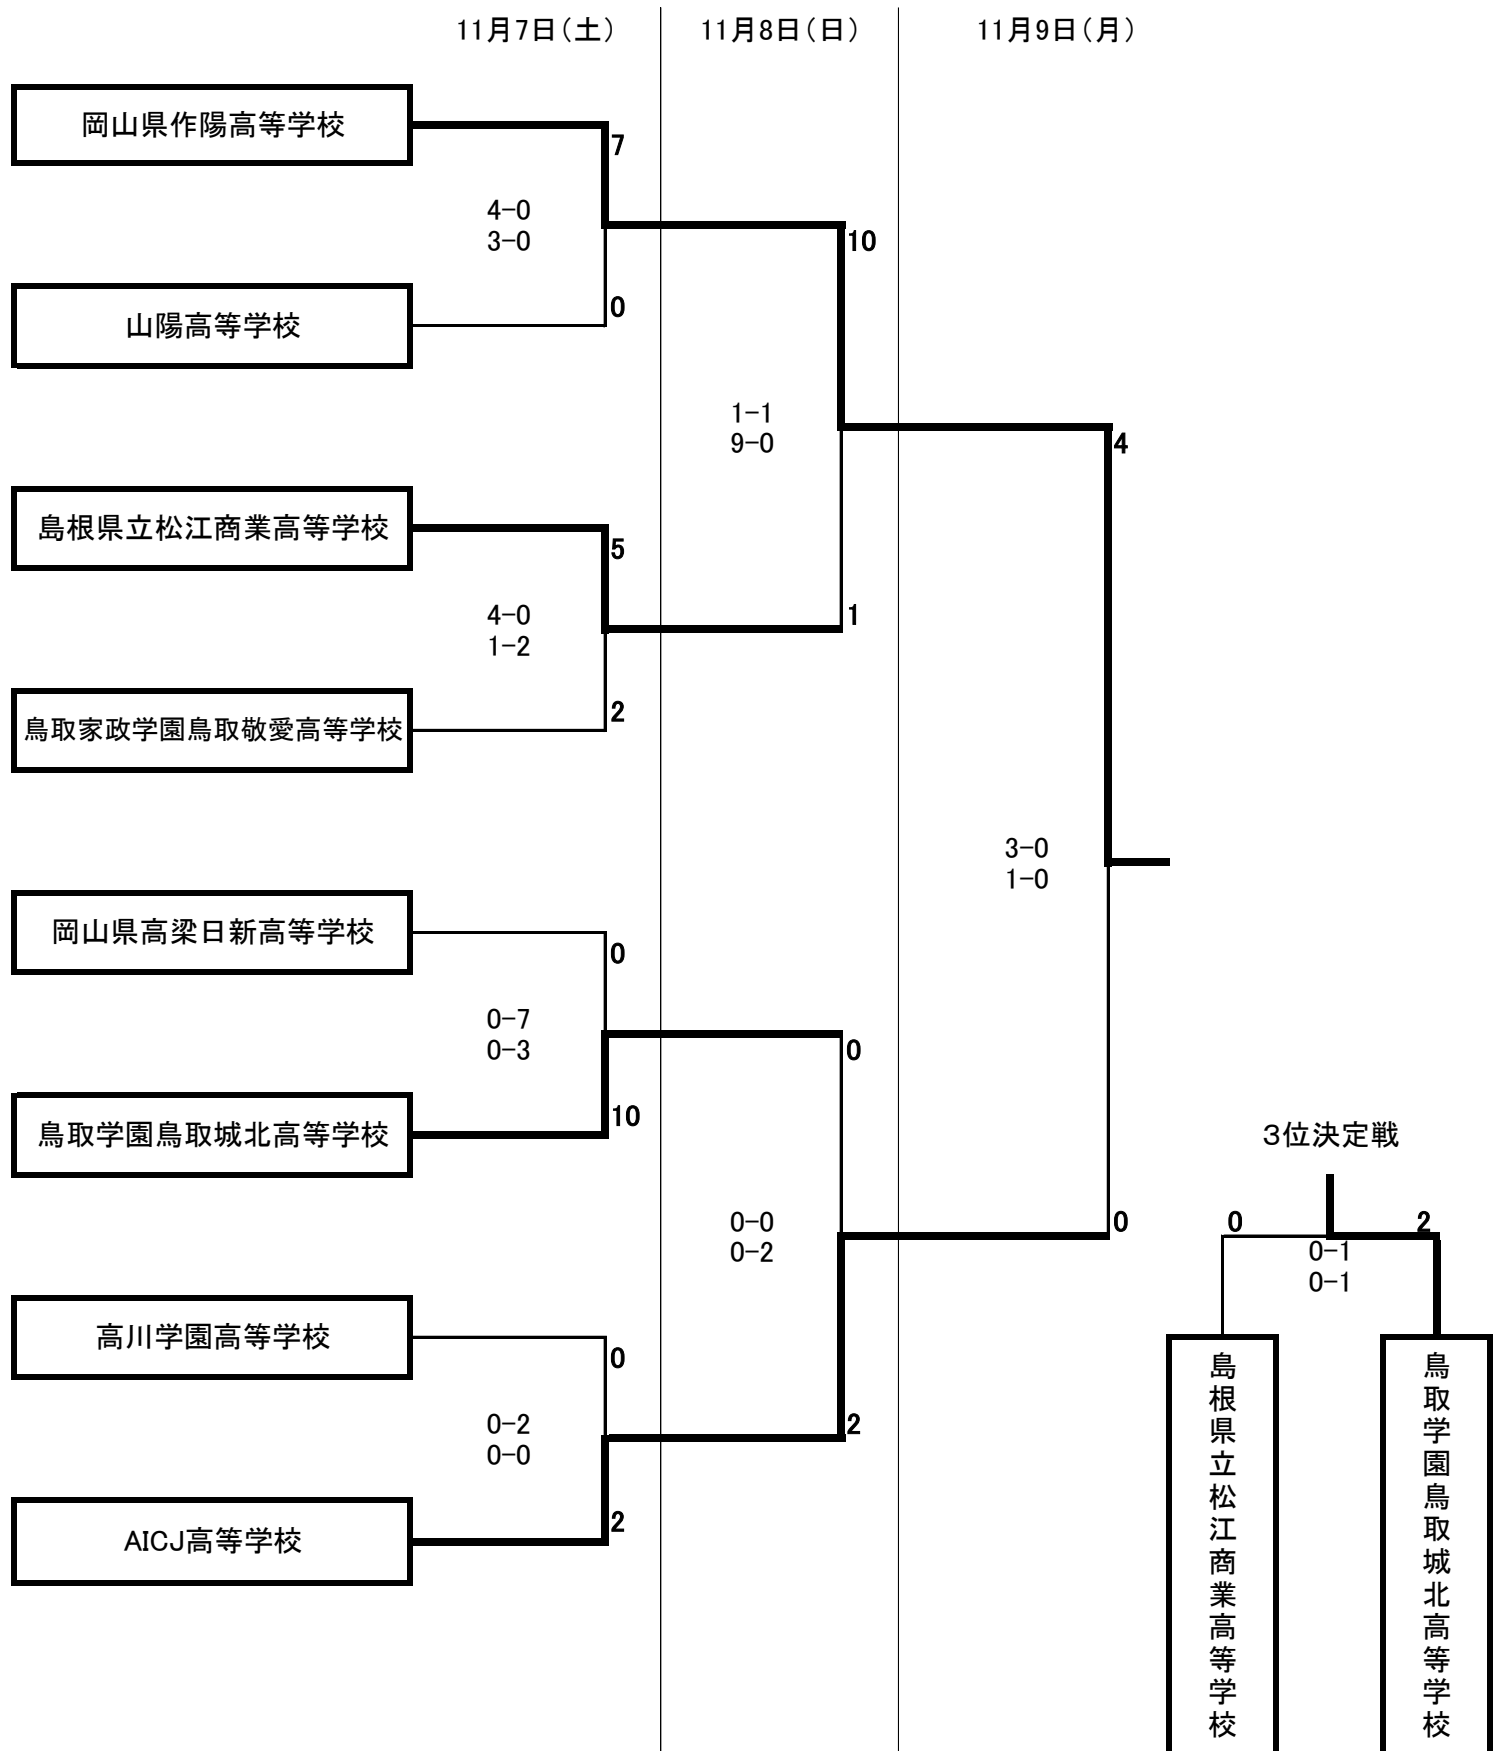 11月7日（土）
11月8日（日）
11月9日（月）
岡山県作陽高等学校
7
4-0
3-0
10
0
山陽高等学校
1-1
9-0
4
島根県立松江商業高等学校
5
4-0
1-2
1
2
鳥取家政学園鳥取敬愛高等学校
3-0
1-0
岡山県高梁日新高等学校
0
0-7
0-3
0
10
鳥取学園鳥取城北高等学校
0-0
0-2
0
高川学園高等学校
0
0-2
0-0
2
2
AICJ高等学校
3位決定戦
0
2
0-1
0-1
島根県立松江商業高等学校
鳥取学園鳥取城北高等学校